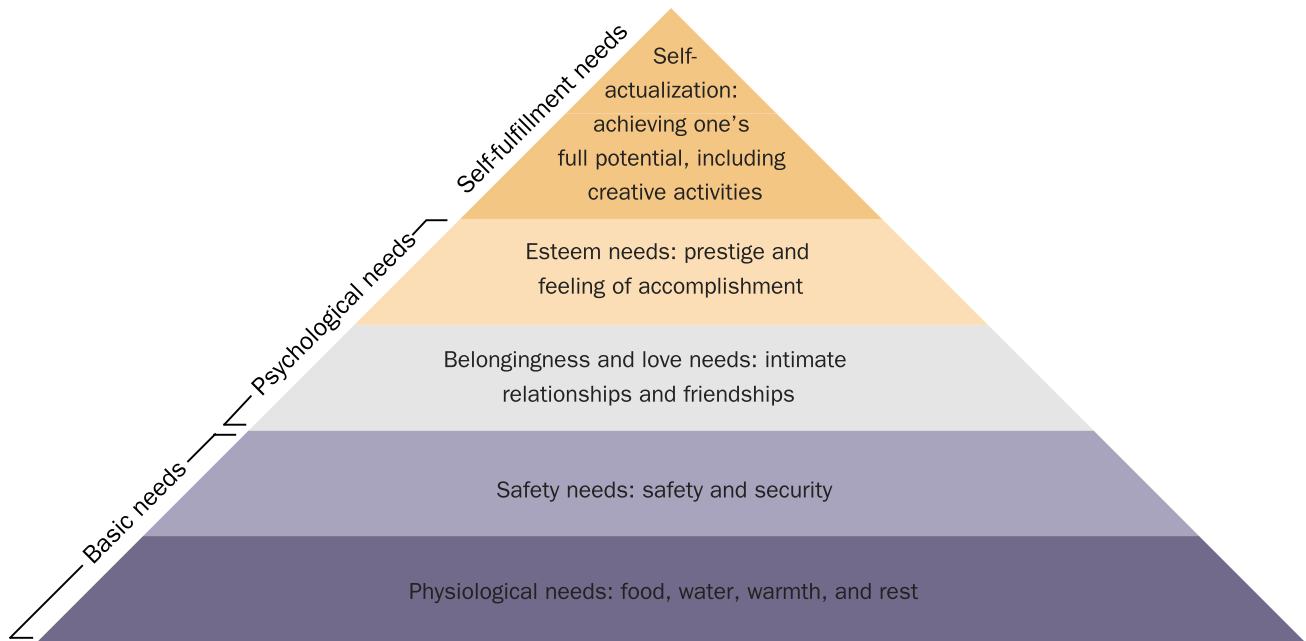 Self-fulfillment needs
Self-
actualization:
achieving one’s
full potential, including
creative activities
Psychological needs
Esteem needs: prestige and
feeling of accomplishment
Belongingness and love needs: intimate
relationships and friendships
Basic needs
Safety needs: safety and security
Physiological needs: food, water, warmth, and rest